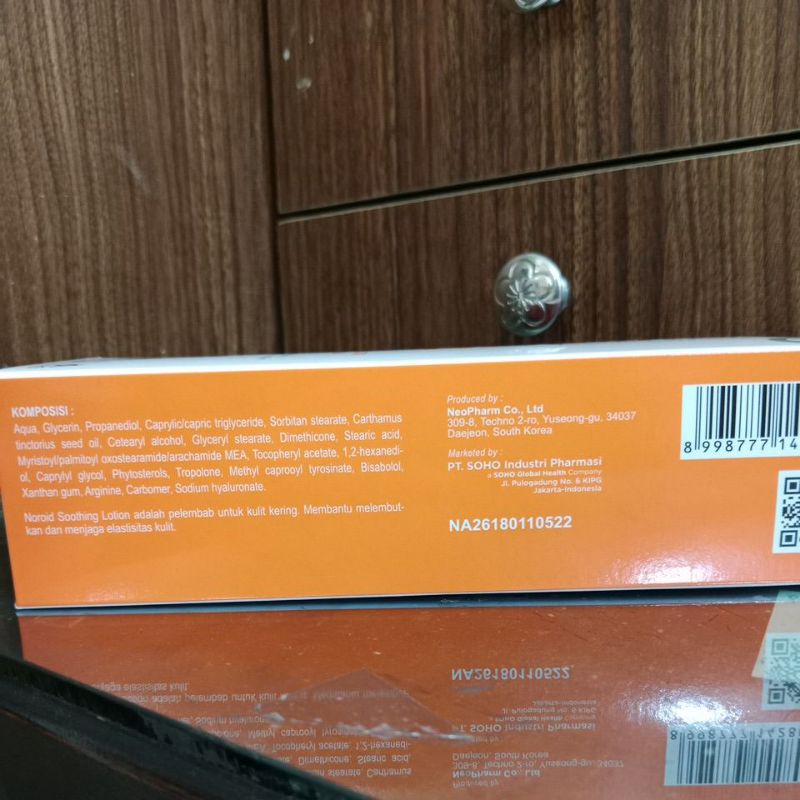 KOMPOSISI :
Aqua, Glycerin, Propanediol, Caprylic/capric triglyceride, Sorbitan stearate, Carthamus
tinctorius seed oil, Cetearyl alcohol, Glyceryl stearate, Dimethicone, Stearic acid,
Myristoyl/palmitoyl oxostearamide/arachamide MEA, Tocopheryl acetate, 1,2-hexanedi-
ol, Caprylyl glycol, Phytosterols, Tropolone, Methyl caprooyl tyrosinate, Bisabolol,
Xanthan gum, Arginine, Carbomer, Sodium hyaluronate.
Noroid Soothing Lotion adalah pelembab untuk kulit kering. Membantu melembut-
kan dan menjaga elastisitas kulit.
Produced by :
NeoPharm Co., Ltd
309-8, Techno 2-ro, Yuseong-gu, 34037
Daejeon, South Korea
Marketed by :
PT. SOHO Industri Pharmasi
a SOHO Global Health Company
Jl. Pulogadung No. 6 KIPG
Jakarta-Indonesia
NA26180110522
8 998777 14